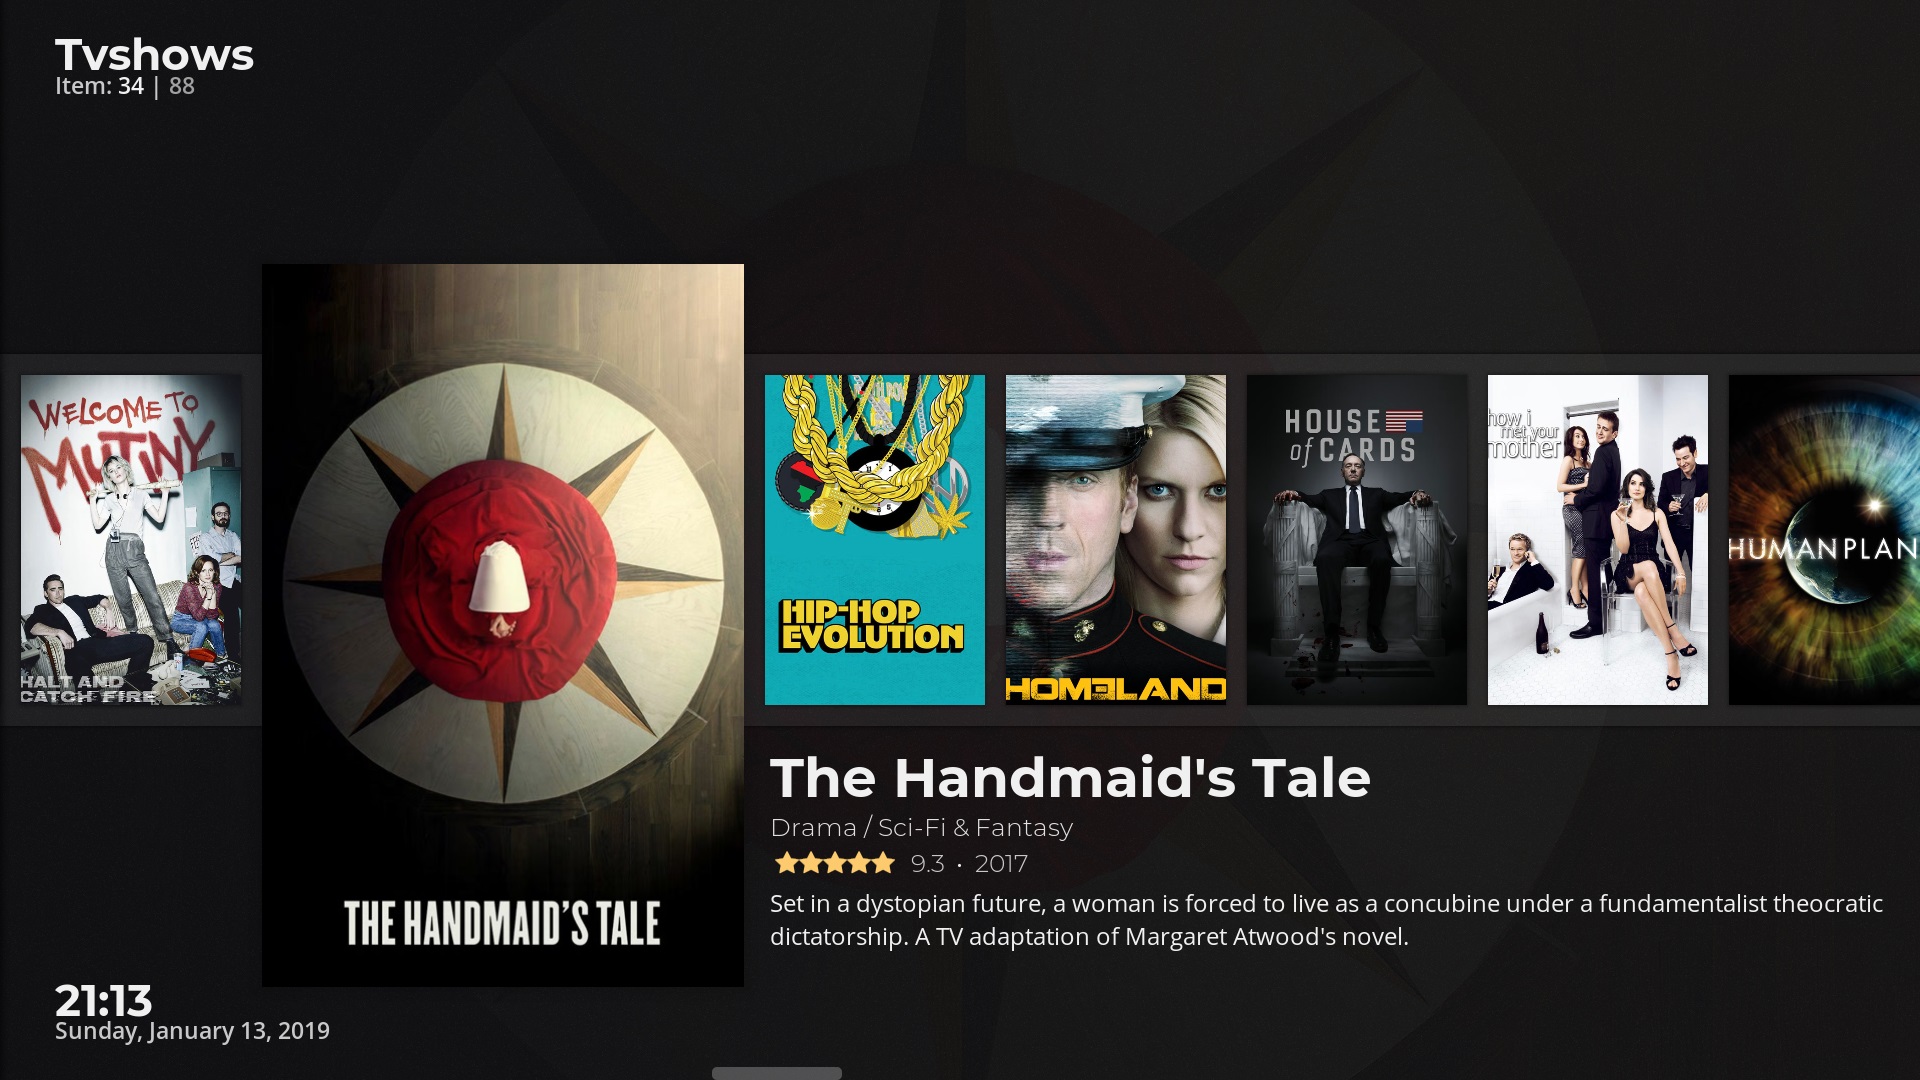 Tvshows
Item: 34 | 88
WELCOME TO
MUTINY
HALT AND
CATCH FIRE
THE HANDMAID'S TALE
HIP-HOP
EVOLUTION
HOMELAND
HOUSE
of CARDS
how i
met your
mother
HUMAN PLAN
The Handmaid's Tale
Drama / Sci-Fi & Fantasy
9.3 • 2017
Set in a dystopian future, a woman is forced to live as a concubine under a fundamentalist theocratic
dictatorship. A TV adaptation of Margaret Atwood's novel.
21:13
Sunday, January 13, 2019